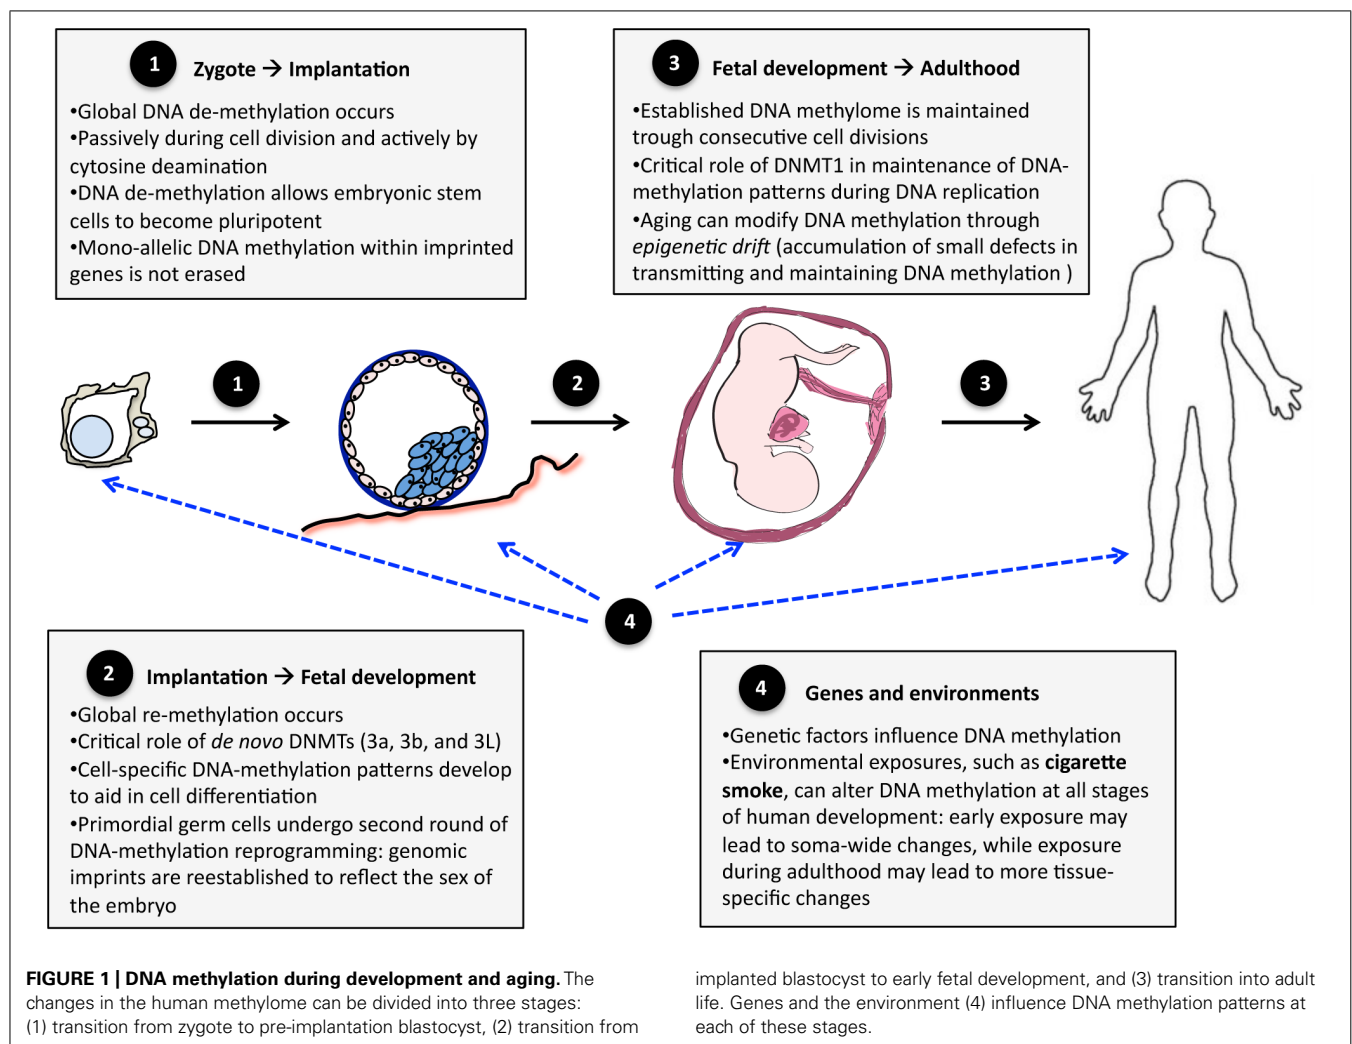 1 Zygote → Implantation
•Global DNA de-methylation occurs
•Passively during cell division and actively by
cytosine deamination
•DNA de-methylation allows embryonic stem
cells to become pluripotent
•Mono-allelic DNA methylation within imprinted
genes is not erased
3 Fetal development → Adulthood
•Established DNA methylome is maintained
trough consecutive cell divisions
•Critical role of DNMT1 in maintenance of DNA-
methylation patterns during DNA replication
•Aging can modify DNA methylation through
epigenetic drift (accumulation of small defects in
transmitting and maintaining DNA methylation )
1
2
3
4
2 Implantation → Fetal development
•Global re-methylation occurs
•Critical role of de novo DNMTs (3a, 3b, and 3L)
•Cell-specific DNA-methylation patterns develop
to aid in cell differentiation
•Primordial germ cells undergo second round of
DNA-methylation reprogramming: genomic
imprints are reestablished to reflect the sex of
the embryo
4 Genes and environments
•Genetic factors influence DNA methylation
•Environmental exposures, such as cigarette
smoke, can alter DNA methylation at all stages
of human development: early exposure may
lead to soma-wide changes, while exposure
during adulthood may lead to more tissue-
specific changes
FIGURE 1 | DNA methylation during development and aging. The
changes in the human methylome can be divided into three stages:
(1) transition from zygote to pre-implantation blastocyst, (2) transition from
implanted blastocyst to early fetal development, and (3) transition into adult
life. Genes and the environment (4) influence DNA methylation patterns at
each of these stages.